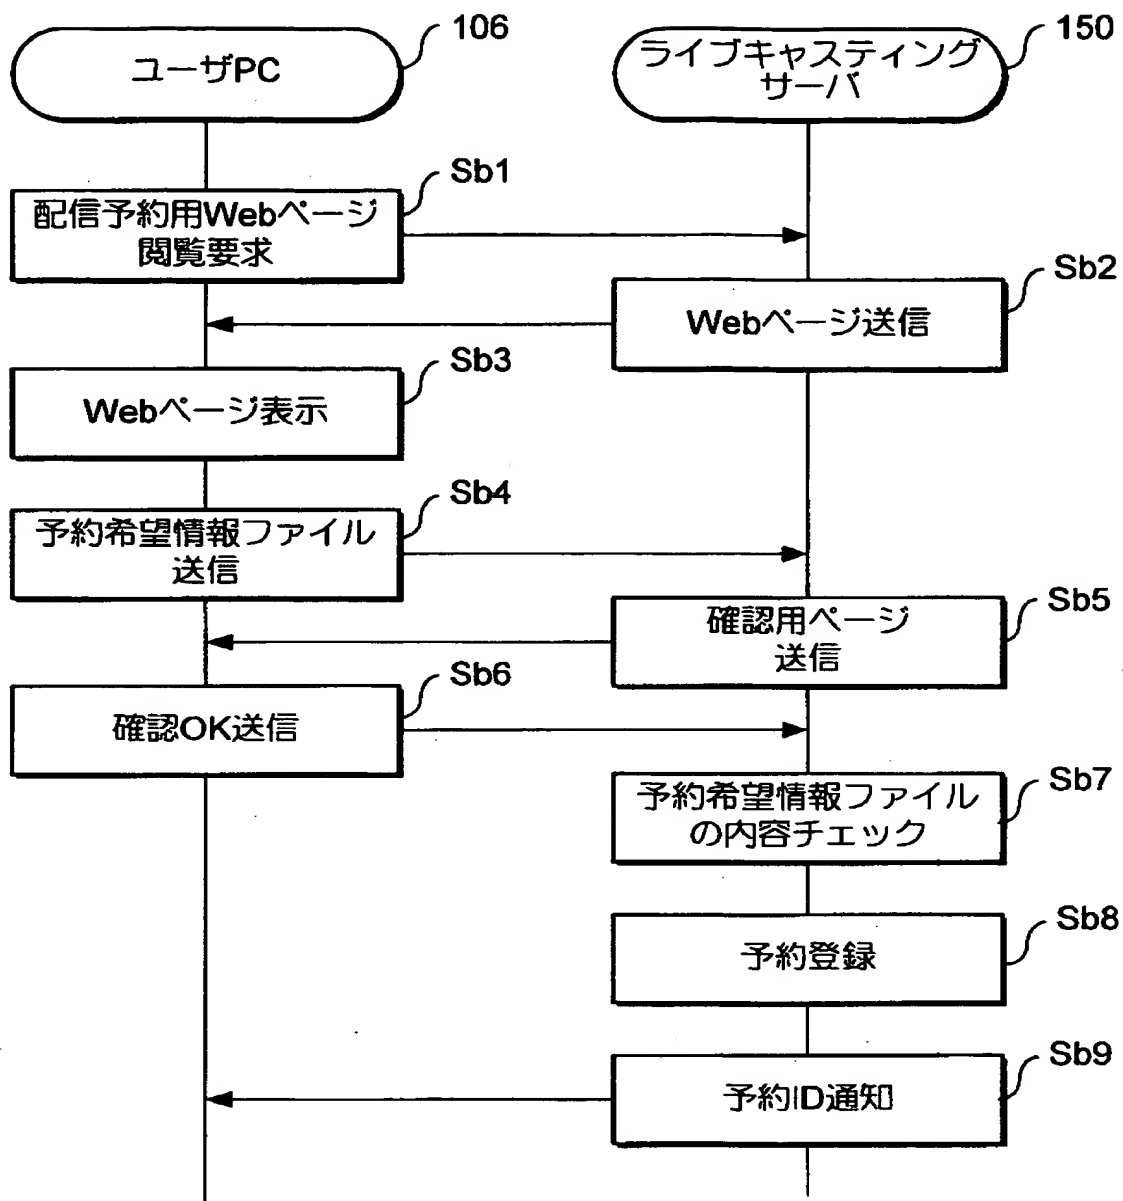 106
ユーザPC
150
ライブキャスティング
サーバ
Sb1
配信予約用Webページ
閲覧要求
Sb2
Webページ送信
Sb3
Webページ表示
Sb4
予約希望情報ファイル
送信
Sb5
確認用ページ
送信
Sb6
確認OK送信
Sb7
予約希望情報ファイル
の内容チェック
Sb8
予約登録
Sb9
予約ID通知